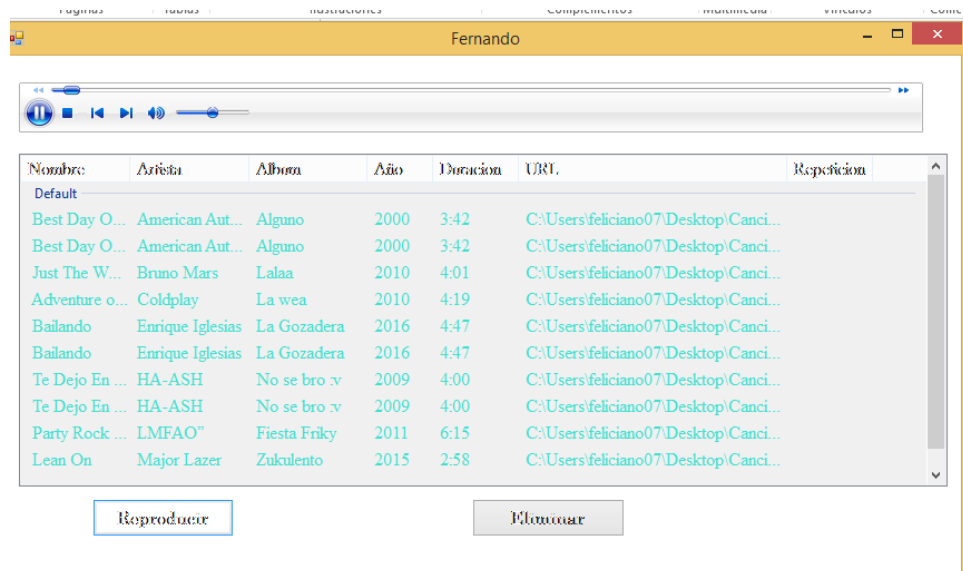 Paginas Tablas Ilustraciones Complementos Multimedia Vínculos
Fernando
Nombre Artista Album Año Duracion URL Repeticion
Default
Best Day O... American Aut... Alguno 2000 3:42 C:\Users\feliciano07\Desktop\Canci...
Best Day O... American Aut... Alguno 2000 3:42 C:\Users\feliciano07\Desktop\Canci...
Just The W... Bruno Mars Lalaa 2010 4:01 C:\Users\feliciano07\Desktop\Canci...
Adventure o... Coldplay La wea 2010 4:19 C:\Users\feliciano07\Desktop\Canci...
Bailando Enrique Iglesias La Gozadera 2016 4:47 C:\Users\feliciano07\Desktop\Canci...
Bailando Enrique Iglesias La Gozadera 2016 4:47 C:\Users\feliciano07\Desktop\Canci...
Te Dejo En ... HA-ASH No se bro :v 2009 4:00 C:\Users\feliciano07\Desktop\Canci...
Te Dejo En ... HA-ASH No se bro :v 2009 4:00 C:\Users\feliciano07\Desktop\Canci...
Party Rock ... LMFAO” Fiesta Friky 2011 6:15 C:\Users\feliciano07\Desktop\Canci...
Lean On Major Lazer Zukulento 2015 2:58 C:\Users\feliciano07\Desktop\Canci...
Reproducir Eliminar